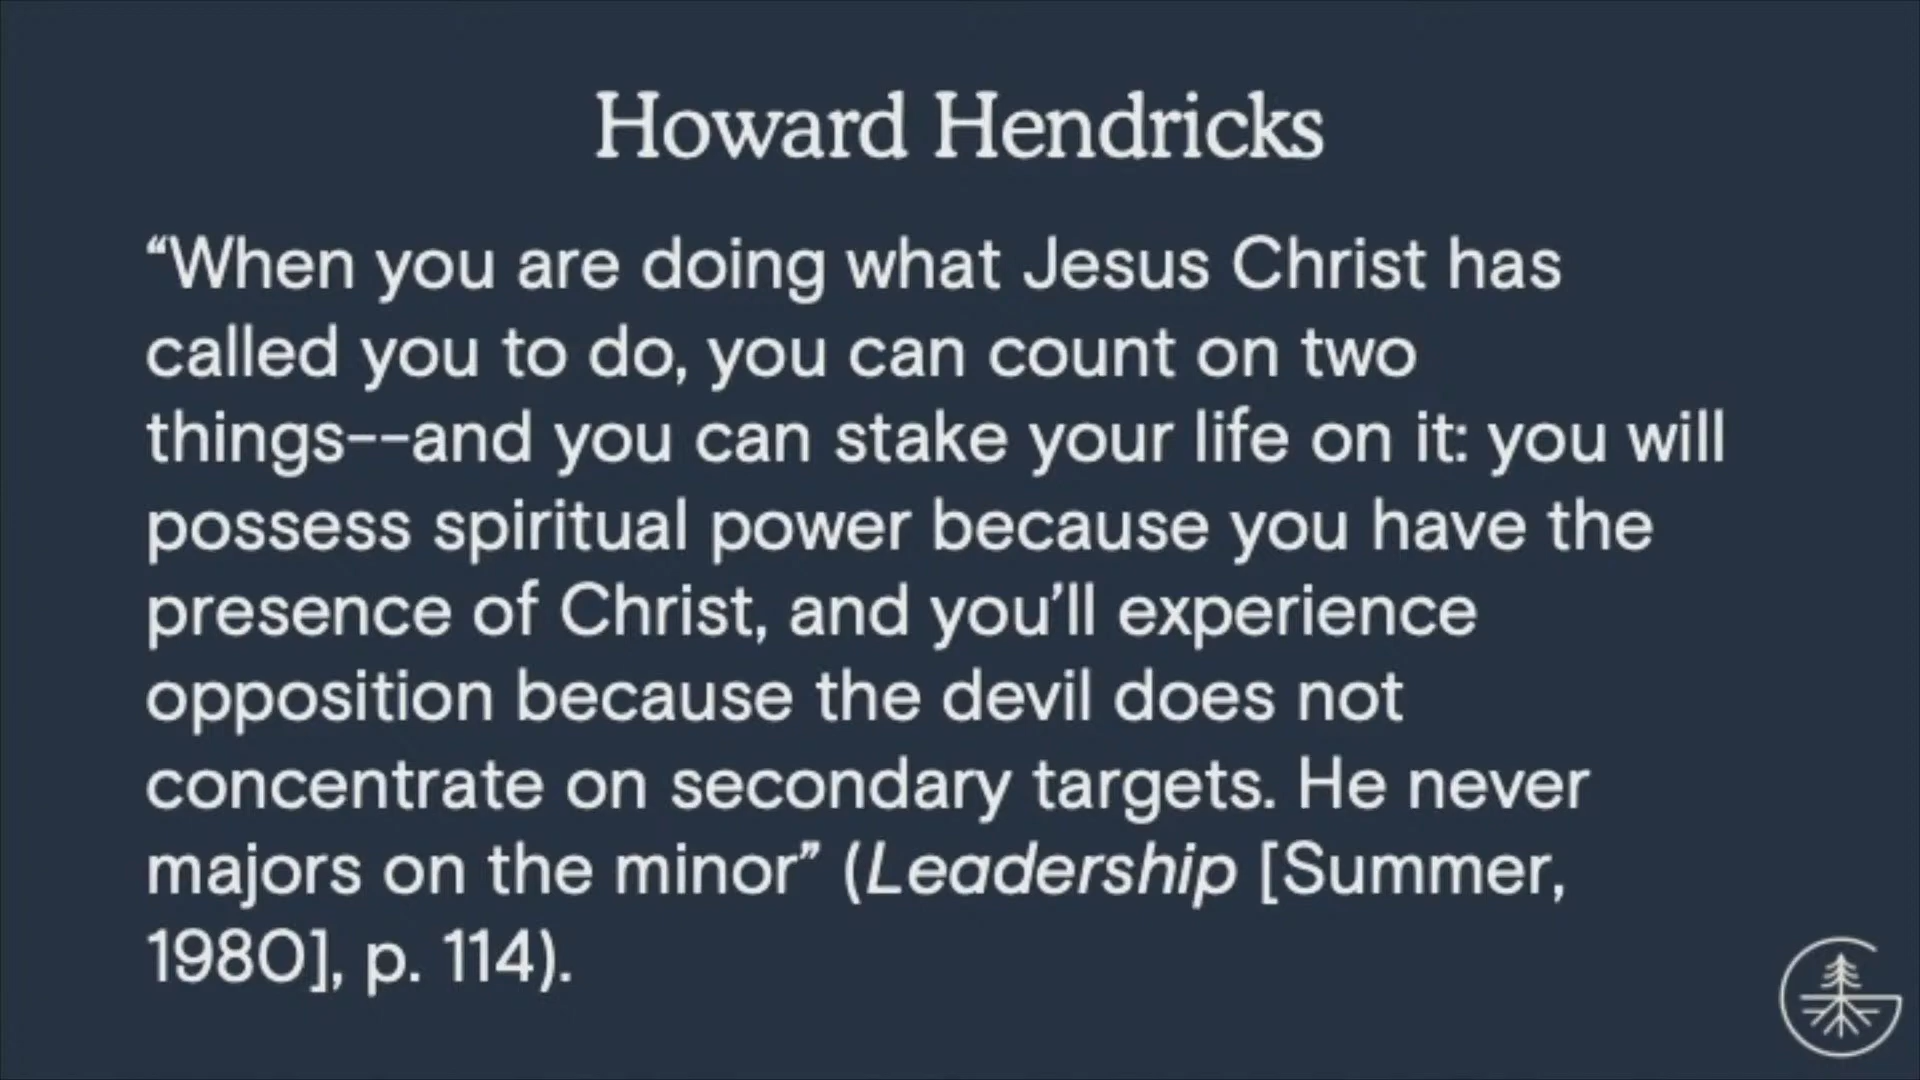 Howard Hendricks
“When you are doing what Jesus Christ has
called you to do, you can count on two
things--and you can stake your life on it: you will
possess spiritual power because you have the
presence of Christ, and you’ll experience
opposition because the devil does not
concentrate on secondary targets. He never
majors on the minor” (Leadership [Summer,
1980], p. 114).